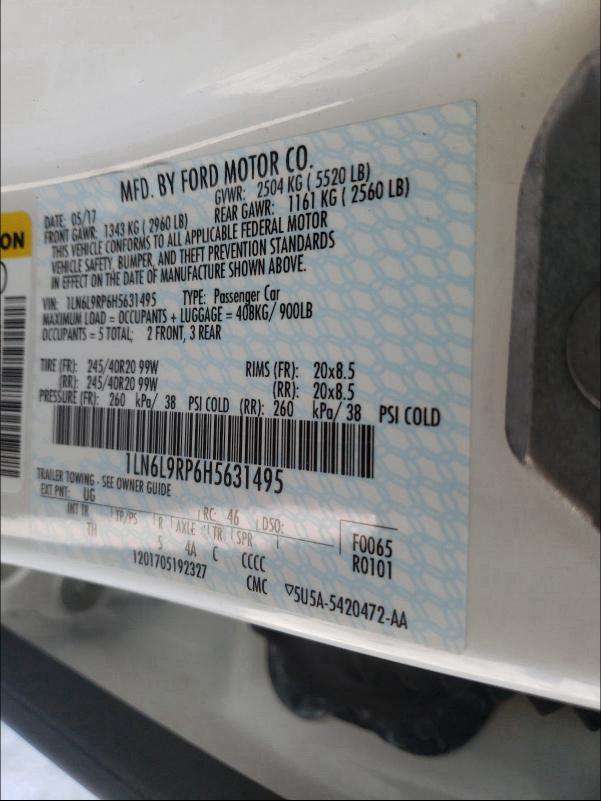 MFD. BY FORD MOTOR CO.
DATE: 05/17 GVWR: 2504 KG ( 5520 LB)
FRONT GAWR: 1343 KG ( 2960 LB) REAR GAWR: 1161 KG ( 2560 LB)
THIS VEHICLE CONFORMS TO ALL APPLICABLE FEDERAL MOTOR
VEHICLE SAFETY, BUMPER, AND THEFT PREVENTION STANDARDS
IN EFFECT ON THE DATE OF MANUFACTURE SHOWN ABOVE.
ON
VIN: 1LN6L9RP6H5631495 TYPE: Passenger Car
MAXIMUM LOAD = OCCUPANTS + LUGGAGE = 408KG/900LB
OCCUPANTS = 5 TOTAL; 2 FRONT, 3 REAR
TIRE (FR): 245/40R20 99W RIMS (FR): 20x8.5
(RR): 245/40R20 99W (RR): 20x8.5
PRESSURE (FR): 260 kPa/ 38 PSI COLD (RR): 260 kPa/ 38 PSI COLD
1LN6L9RP6H5631495
TRAILER TOWING - SEE OWNER GUIDE
EXT PNT: UG RC: 46 DSO:
INT TR TP/PS R AXLE TR SPR F0065
TH 5 4A C CCCC R0101
1201705192327 CMC ▽5U5A-5420472-AA